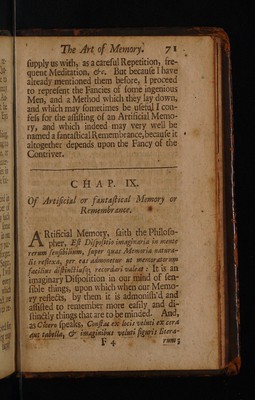 The Art of Memory. 71
supply us with, as a careful Repetition, fre-
quent Meditation, &c. But because I have
already mentioned them before, I proceed
to represent the Fancies of some ingenious
Men, and a Method which they lay down,
and which may sometimes be useful I con-
fess for the assisting of an Artificial Memo-
ry, and which indeed may very well be
named a fantastical Remembrance, because it
altogether depends upon the Fancy of the
Contriver.
CHAP. IX.
Of Artificial or fantastical Memory or
Remembrance.
ARtificial Memory, saith the Philoso-
pher, Est Dispositio imaginaria in mente
rerum sensibilium, super quas Memoria natura-
lis reflexa, per eas admonetur ut memoratorum
facilius distinctiusq; recordari valeat: It is an
imaginary Disposition in our mind of sen-
sible things, upon which when our Memo-
ry reflects, by them it is admonish'd and
assisted to remember more easily and di-
stinctly things that are to be minded. And,
as Cicero speaks, Constat ex locis veluti ex cera
aut tabella, & imaginibus veluti figuris litera-
F 4 rum;